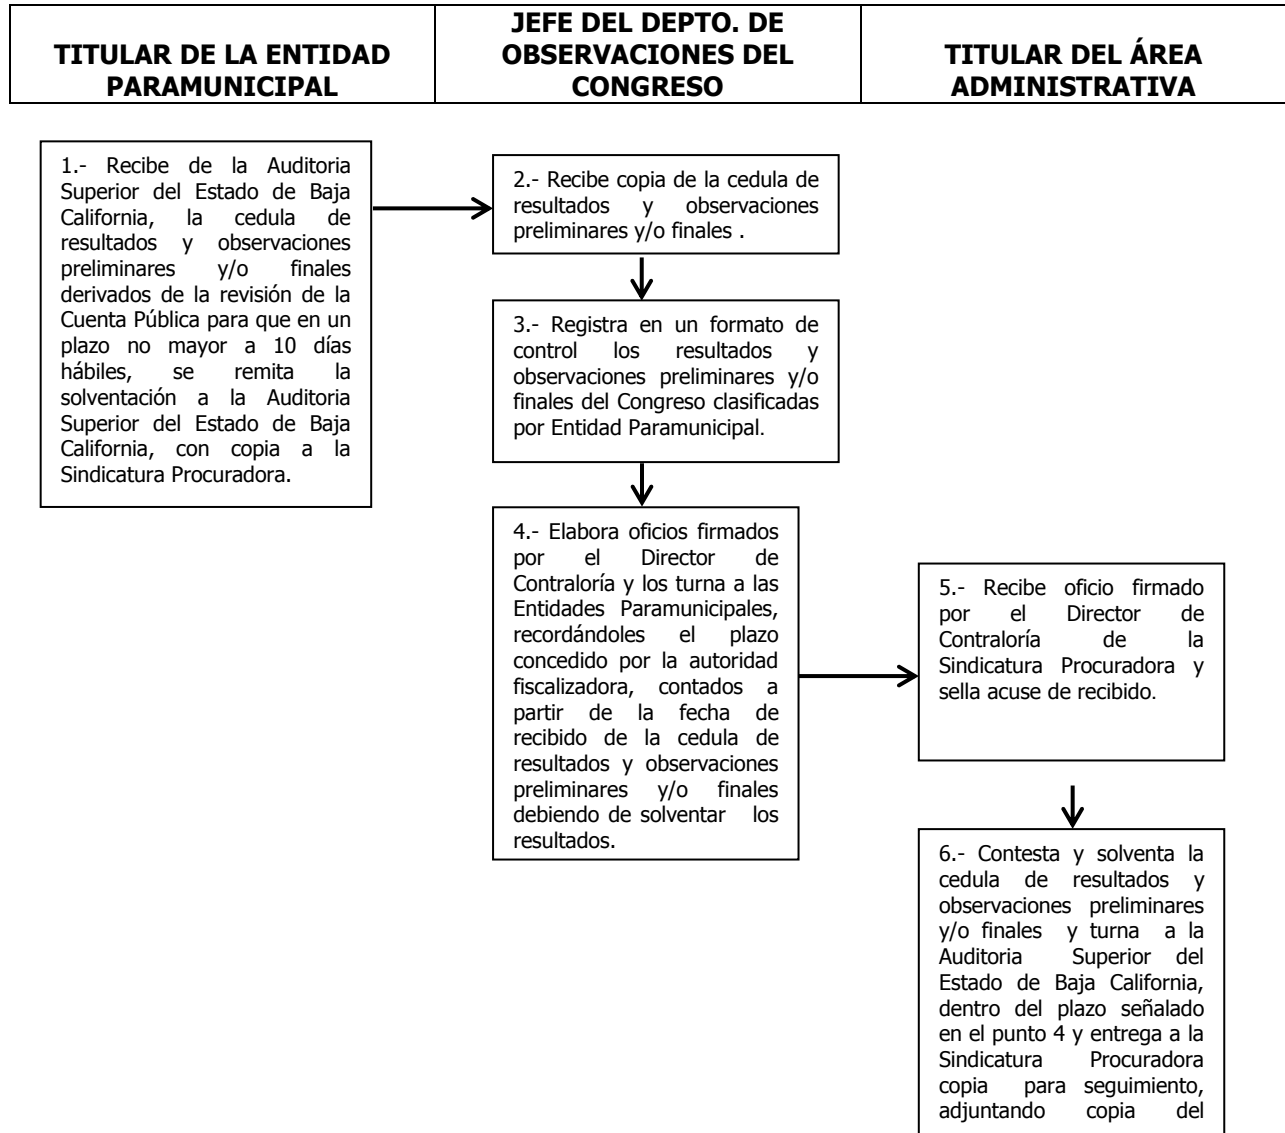 TITULAR DE LA ENTIDAD
PARAMUNICIPAL
JEFE DEL DEPTO. DE
OBSERVACIONES DEL
CONGRESO
TITULAR DEL ÁREA
ADMINISTRATIVA
1.- Recibe de la Auditoria
Superior del Estado de Baja
California, la cedula de
resultados y observaciones
preliminares y/o finales
derivados de la revisión de la
Cuenta Pública para que en un
plazo no mayor a 10 días
hábiles, se remita la
solventación a la Auditoria
Superior del Estado de Baja
California, con copia a la
Sindicatura Procuradora.
2.- Recibe copia de la cedula de
resultados y observaciones
preliminares y/o finales .
3.- Registra en un formato de
control los resultados y
observaciones preliminares y/o
finales del Congreso clasificadas
por Entidad Paramunicipal.
4.- Elabora oficios firmados
por el Director de
Contraloría y los turna a las
Entidades Paramunicipales,
recordándoles el plazo
concedido por la autoridad
fiscalizadora, contados a
partir de la fecha de
recibido de la cedula de
resultados y observaciones
preliminares y/o finales
debiendo de solventar los
resultados.
5.- Recibe oficio firmado
por el Director de
Contraloría de la
Sindicatura Procuradora y
sella acuse de recibido.
6.- Contesta y solventa la
cedula de resultados y
observaciones preliminares
y/o finales y turna a la
Auditoria Superior del
Estado de Baja California,
dentro del plazo señalado
en el punto 4 y entrega a la
Sindicatura Procuradora
copia para seguimiento,
adjuntando copia del